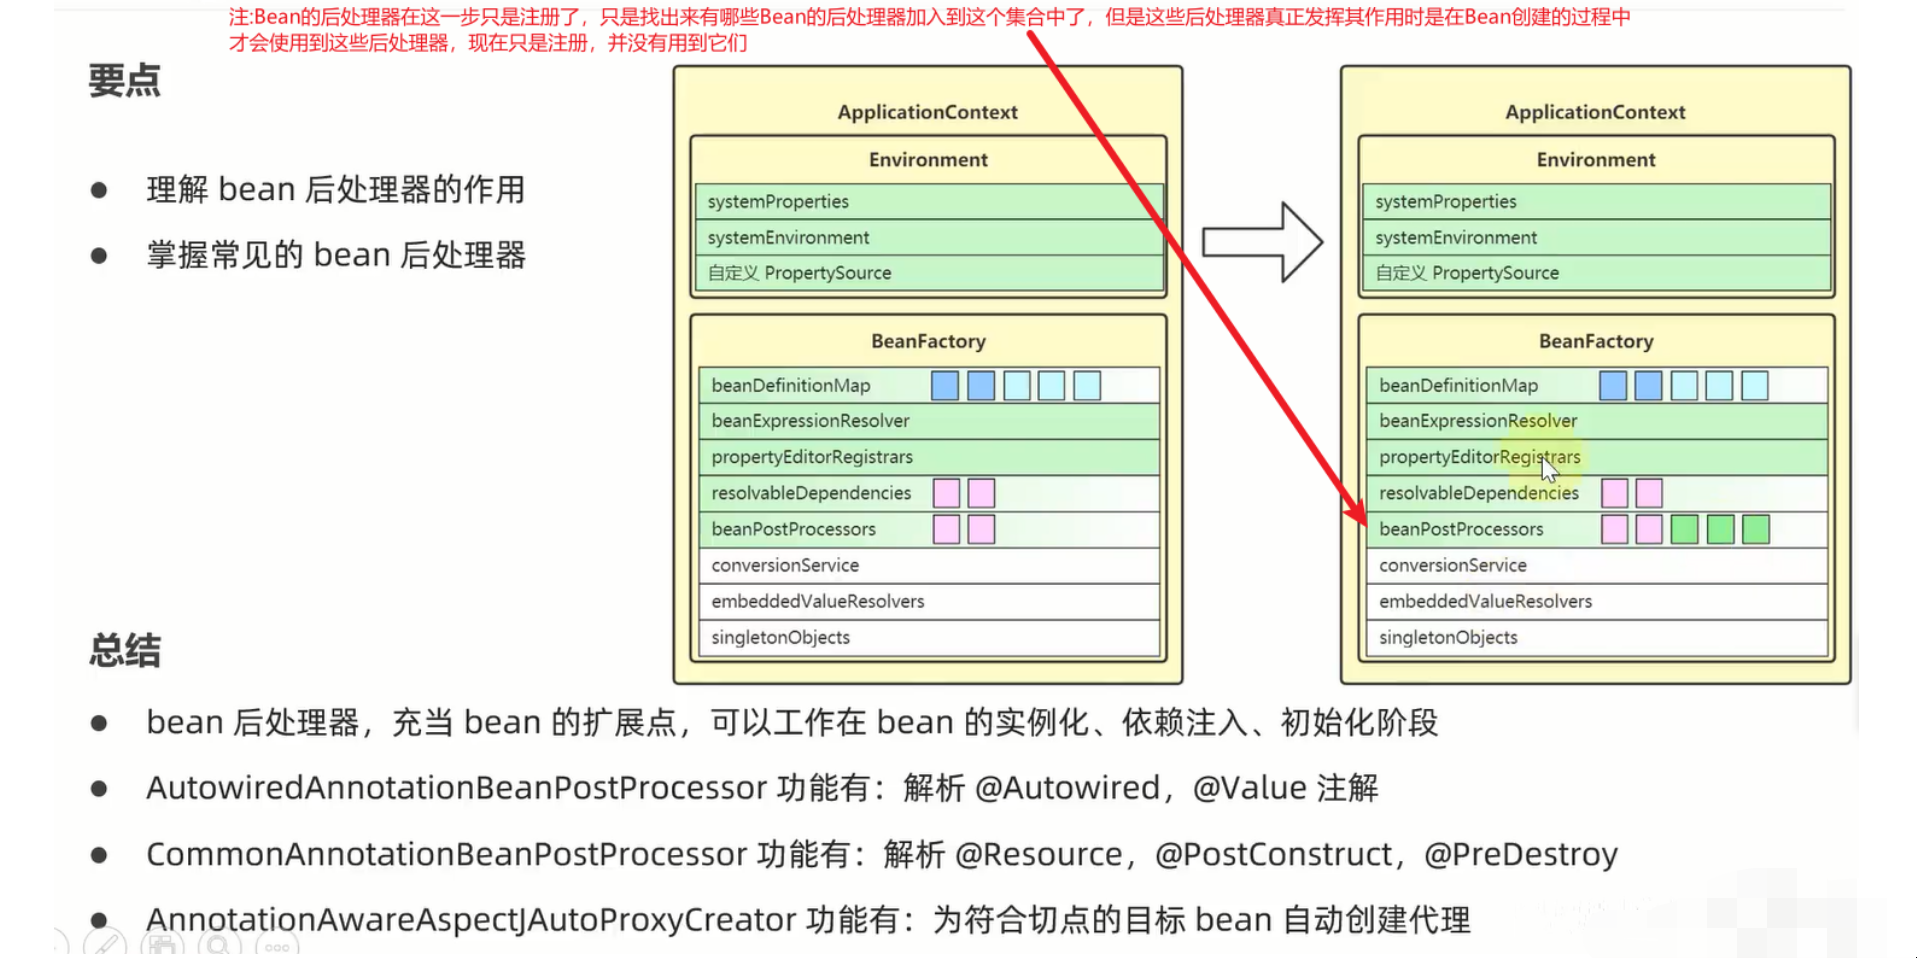 注:Bean的后处理器在这一步只是注册了，只是找出来有哪些Bean的后处理器加入到这个集合中了，但是这些后处理器真正发挥其作用时是在Bean创建的过程中
才会使用到这些后处理器，现在只是注册，并没有用到它们
要点
理解 bean 后处理器的作用
掌握常见的 bean 后处理器
ApplicationContext
Environment
systemProperties
systemEnvironment
自定义 PropertySource
BeanFactory
beanDefinitionMap
beanExpressionResolver
propertyEditorRegistrars
resolvableDependencies
beanPostProcessors
conversionService
embeddedValueResolvers
singletonObjects
ApplicationContext
Environment
systemProperties
systemEnvironment
自定义 PropertySource
BeanFactory
beanDefinitionMap
beanExpressionResolver
propertyEditorRegistrars
resolvableDependencies
beanPostProcessors
conversionService
embeddedValueResolvers
singletonObjects
总结
bean 后处理器，充当 bean 的扩展点，可以工作在 bean 的实例化、依赖注入、初始化阶段
AutowiredAnnotationBeanPostProcessor 功能有：解析 @Autowired，@Value 注解
CommonAnnotationBeanPostProcessor 功能有：解析 @Resource，@PostConstruct，@PreDestroy
AnnotationAwareAspectJAutoProxyCreator 功能有：为符合切点的目标 bean 自动创建代理